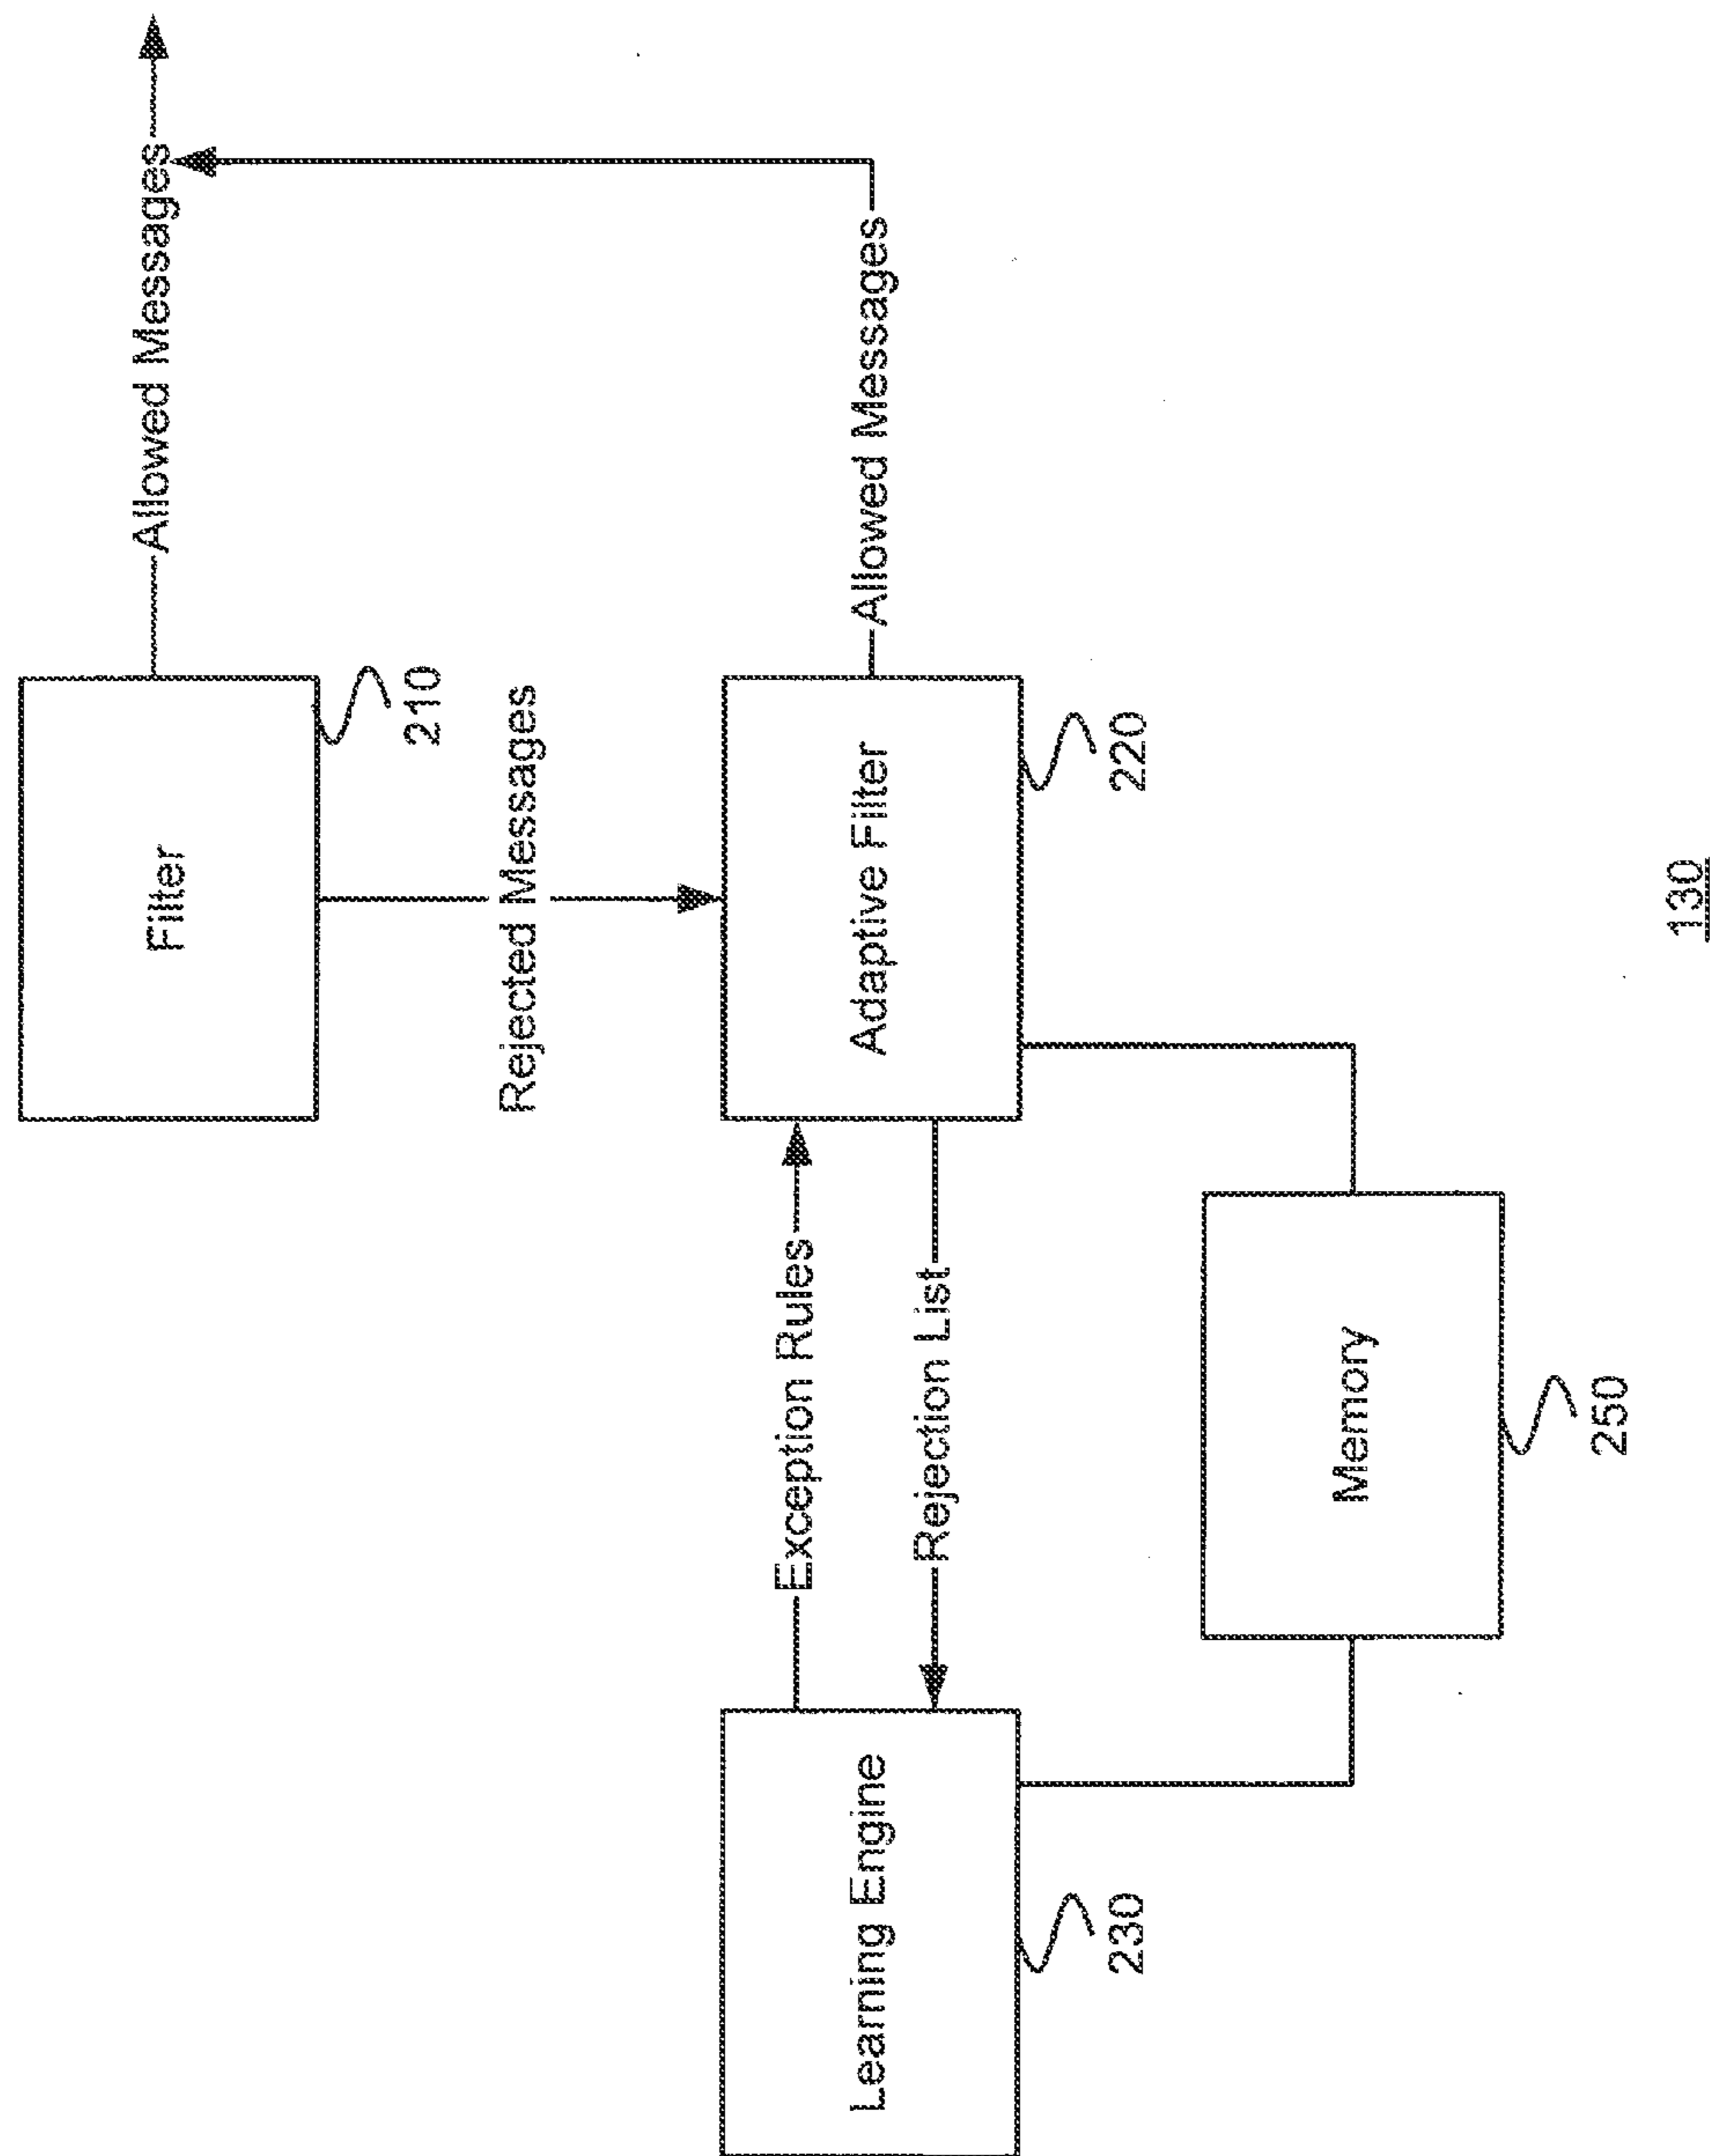 Filter
210
Allowed Messages
Rejected Messages
Learning Engine
230
Exception Rules
Rejection List
Adaptive Filter
220
Allowed Messages
Memory
250
130